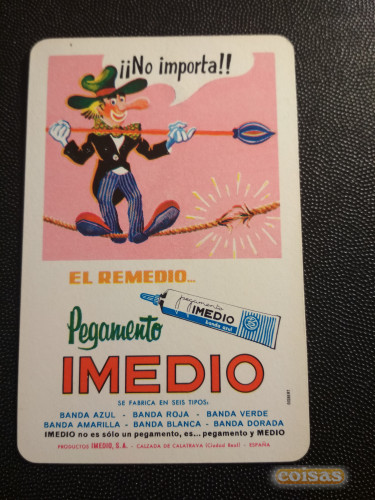 ¡¡No importa!!
EL REMEDIO...
pegamento
IMEDIO
banda azul
Pegamento
IMEDIO
SE FABRICA EN SEIS TIPOS:
BANDA AZUL - BANDA ROJA - BANDA VERDE
BANDA AMARILLA - BANDA BLANCA - BANDA DORADA
IMEDIO no es sólo un pegamento, es... pegamento y MEDIO
PRODUCTOS IMEDIO, S.A. - CALZADA DE CALATRAVA (Ciudad Real) - ESPAÑA
coisas